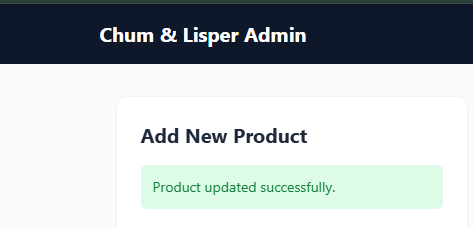 Chum & Lisper Admin
Add New Product
Product updated successfully.